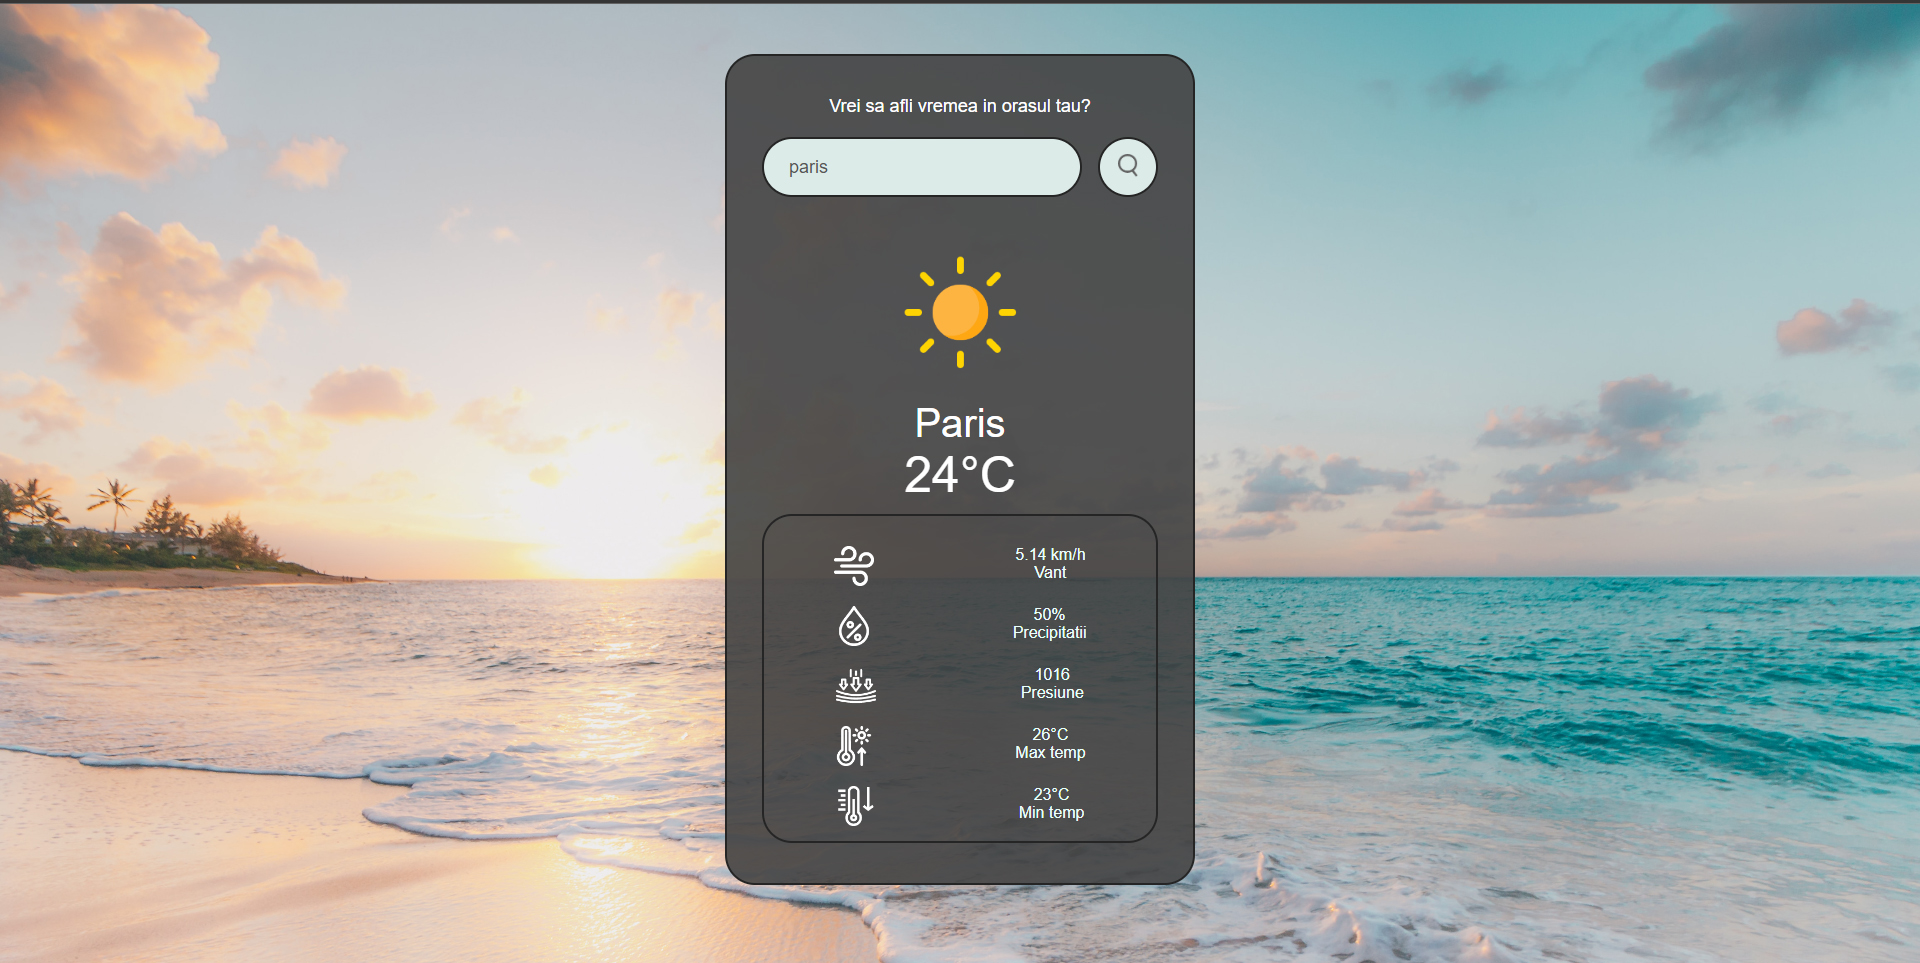 Vrei sa afli vremea in orasul tau?
paris
Paris
24°C
5.14 km/h
Vant
50%
Precipitatii
1016
Presiune
26°C
Max temp
23°C
Min temp